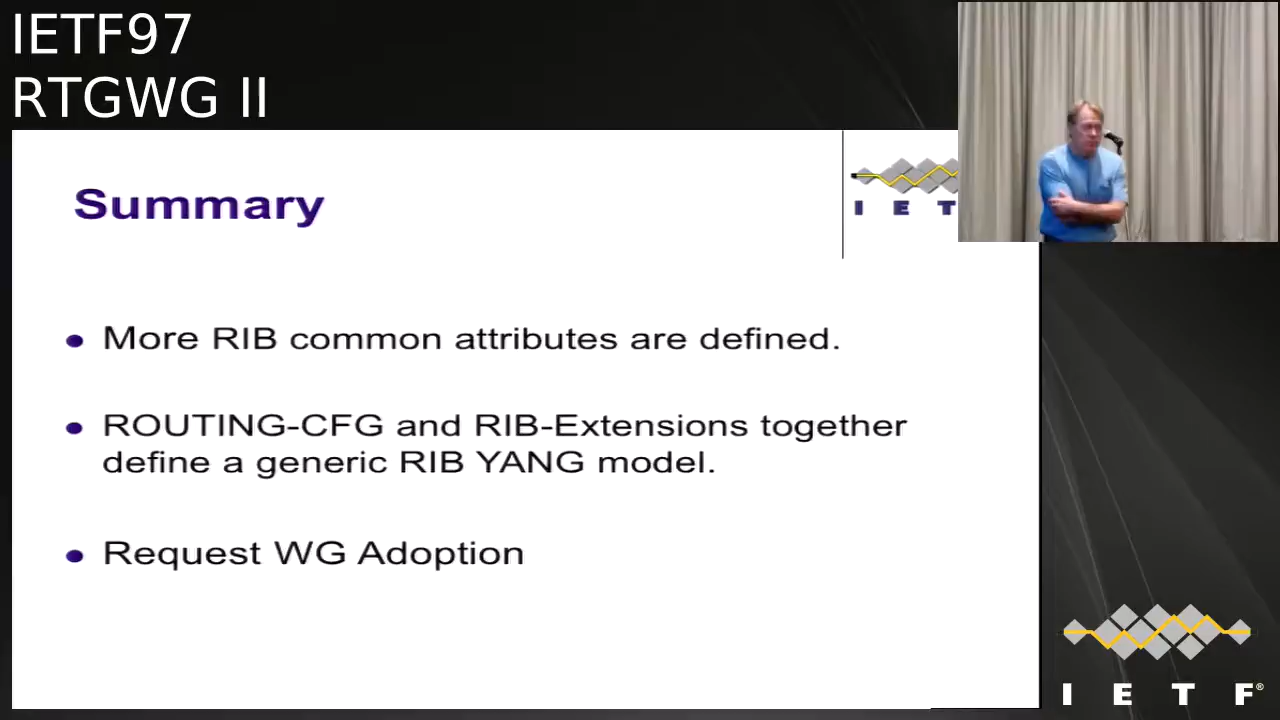 IETF97
RTGWG II
Summary
I E T
• More RIB common attributes are defined.
• ROUTING-CFG and RIB-Extensions together
define a generic RIB YANG model.
• Request WG Adoption
I E T F®